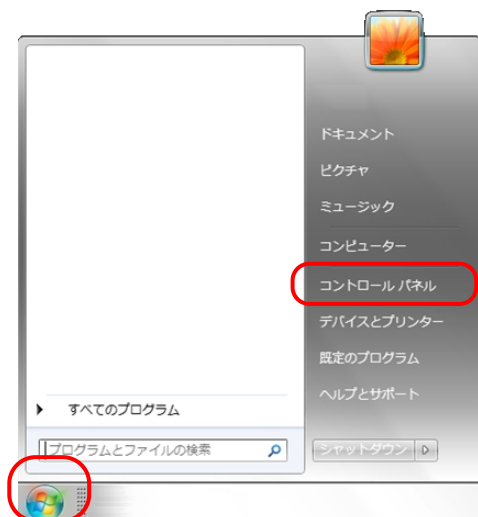 ドキュメント
ピクチャ
ミュージック
コンピューター
コントロール パネル
デバイスとプリンター
既定のプログラム
ヘルプとサポート
すべてのプログラム
プログラムとファイルの検索
シャットダウン